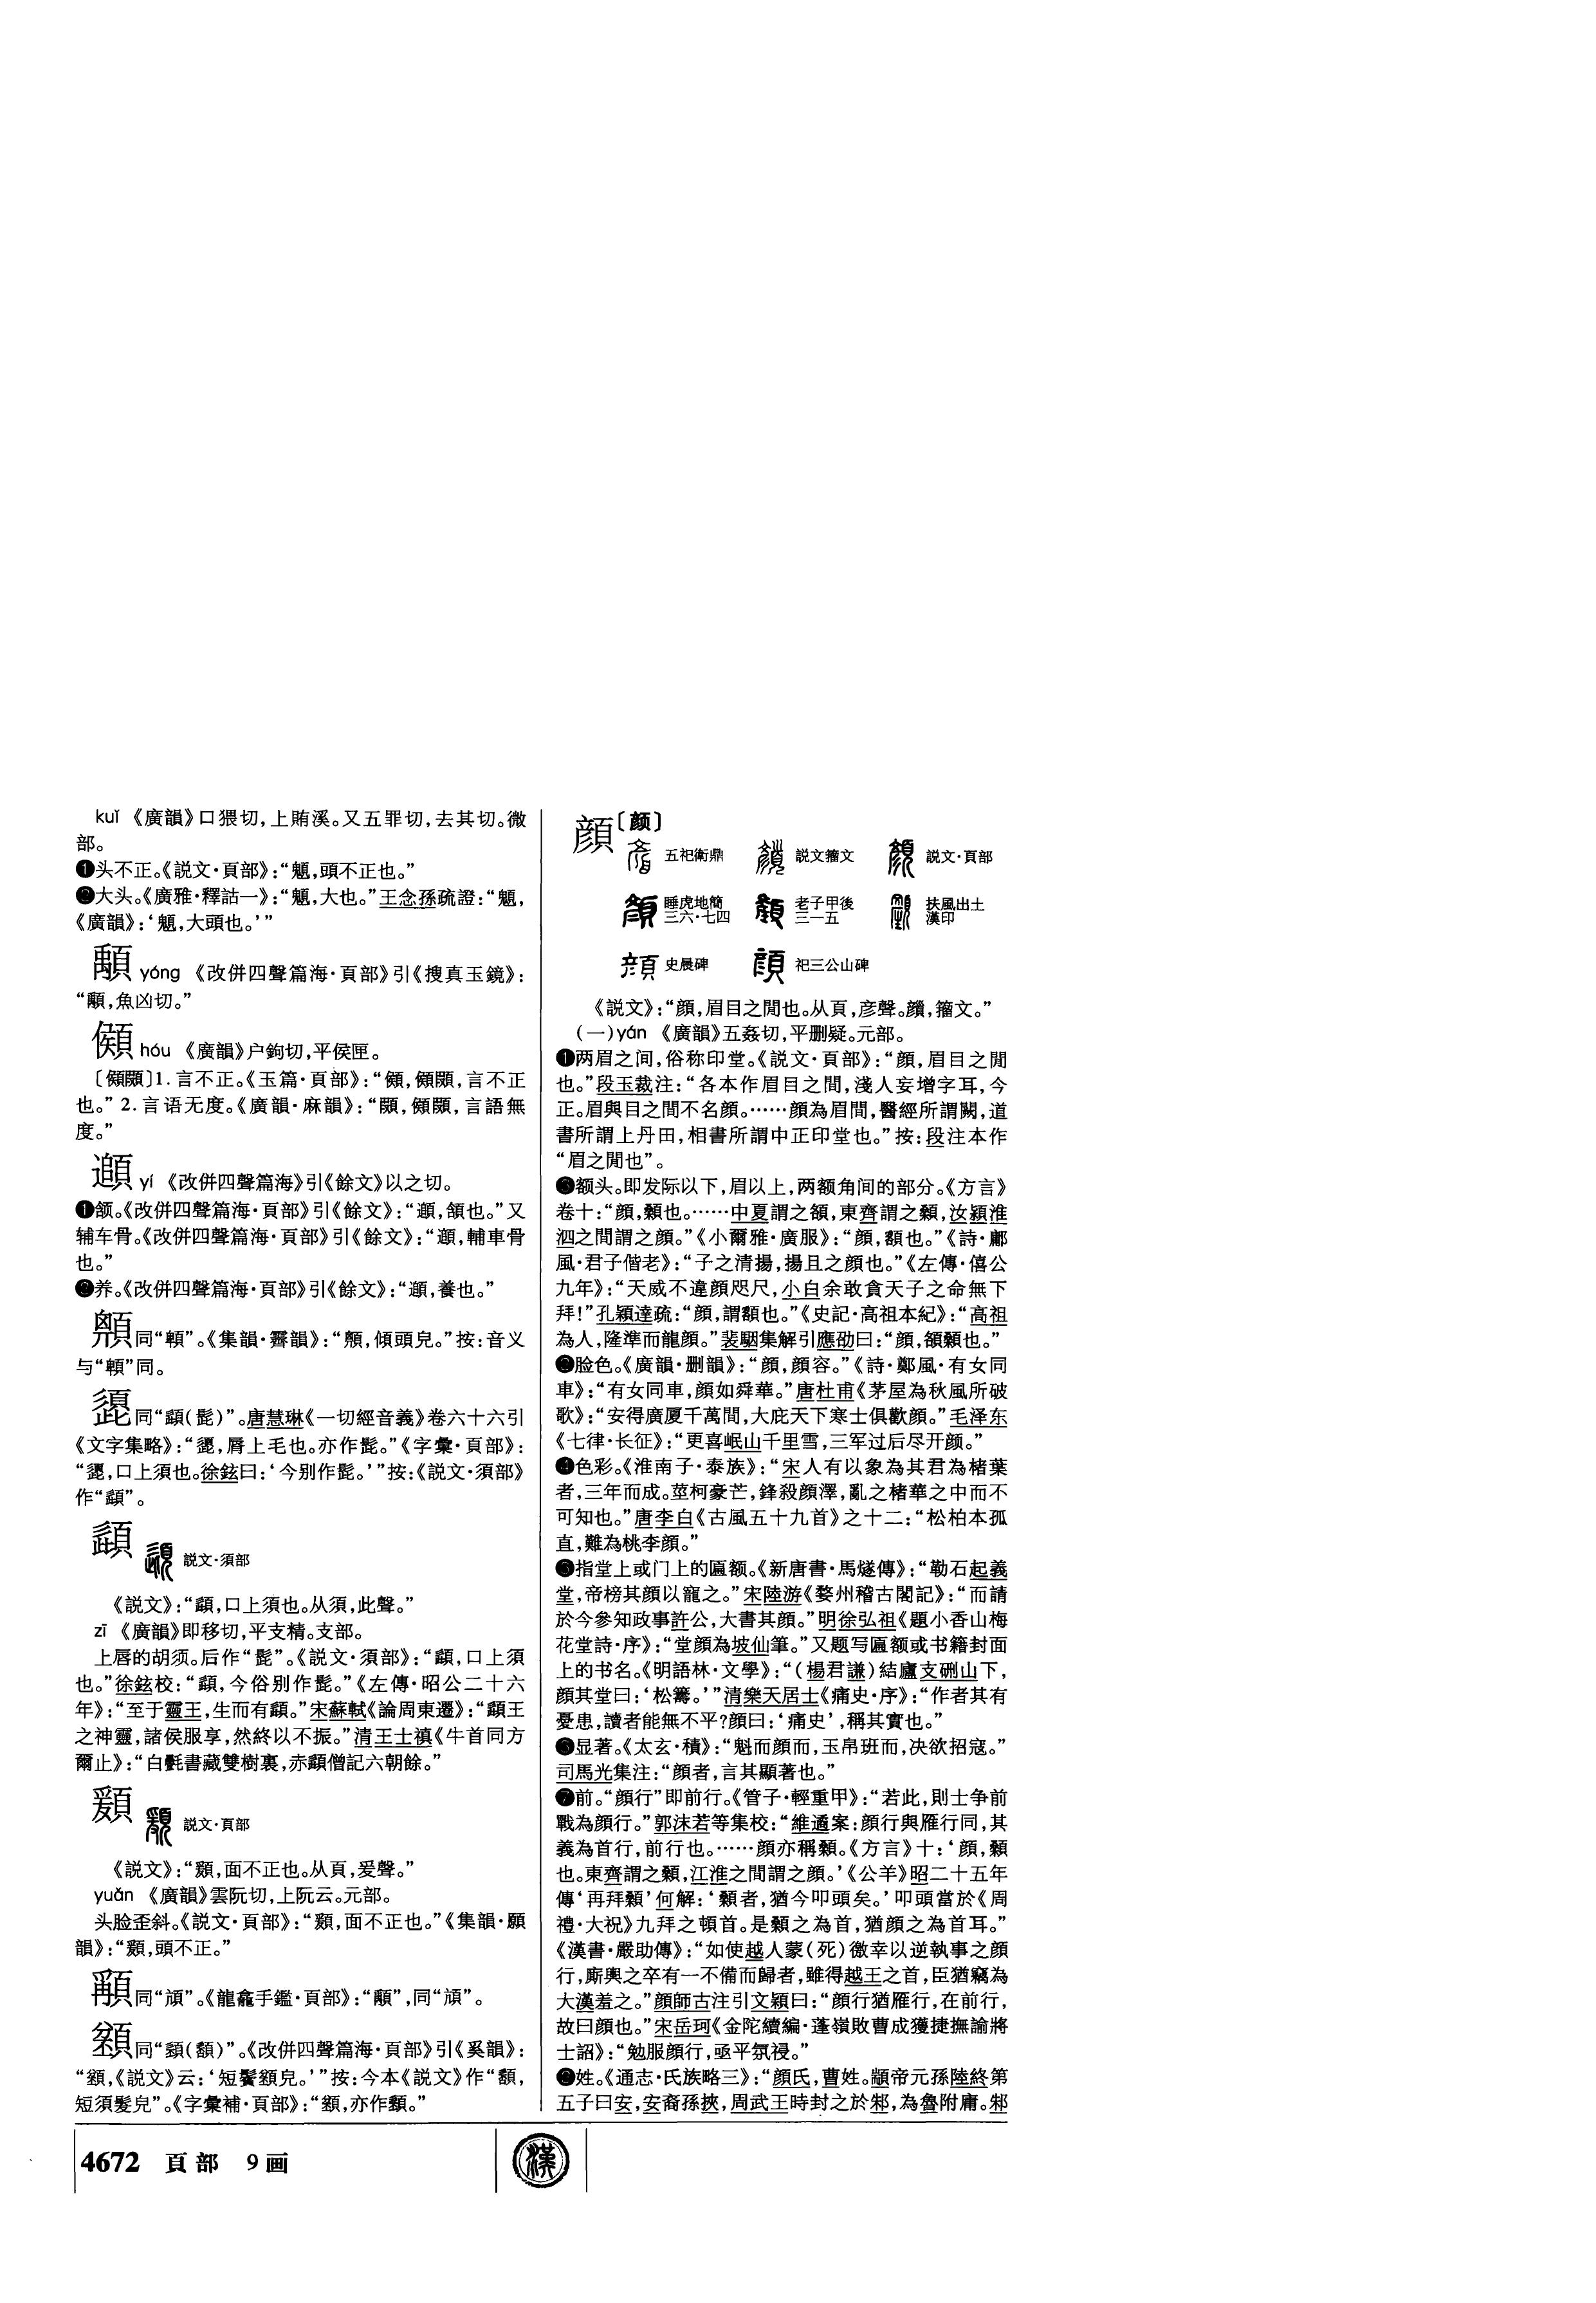 kuǐ 《廣韻》口猥切，上賄溪。又五罪切，去其切。微
部。
❶头不正。《説文·頁部》：“䫥，頭不正也。”
❷大头。《廣雅·釋詁一》：“䫥，大也。”王念孫疏證：“䫥，
《廣韻》：‘䫥，大頭也。’”
yóng 《改併四聲篇海·頁部》引《搜真玉鏡》：
“，魚凶切。”
hóu 《廣韻》户鉤切，平侯匣。
〔〕1.言不正。《玉篇·頁部》：“，，言不正
也。”2.言语无度。《廣韻·麻韻》：“，，言語無
度。”
yí 《改併四聲篇海》引《餘文》以之切。
❶颔。《改併四聲篇海·頁部》引《餘文》：“，頷也。”又
辅车骨。《改併四聲篇海·頁部》引《餘文》：“，輔車骨
也。”
❷养。《改併四聲篇海·頁部》引《餘文》：“，養也。”
同“”。《集韻·霽韻》：“，傾頭皃。”按：音义
与“”同。
同“頾（髭）”。唐慧琳《一切經音義》卷六十六引
《文字集略》：“，脣上毛也。亦作髭。”《字彙·頁部》：
“，口上須也。徐鉉曰：‘今别作髭。’”按：《説文·須部》
作“頾”。
頾 説文·須部
《説文》：“頾，口上須也。从須，此聲。”
zī 《廣韻》即移切，平支精。支部。
上唇的胡须。后作“髭”。《説文·須部》：“頾，口上須
也。”徐鉉校：“頾，今俗别作髭。”《左傳·昭公二十六
年》：“至于靈王，生而有頾。”宋蘇軾《論周東遷》：“頾王
之神靈，諸侯服享，然終以不振。”清王士禛《牛首同方
爾止》：“白氎書藏雙樹裏，赤頾僧記六朝餘。”
説文·頁部
《説文》：“，面不正也。从頁，爰聲。”
yuǎn 《廣韻》雲阮切，上阮云。元部。
头脸歪斜。《説文·頁部》：“，面不正也。”《集韻·願
韻》：“，頭不正。”
同“”。《龍龕手鑑·頁部》：“”，同“”。
同“（）”。《改併四聲篇海·頁部》引《奚韻》：
“，《説文》云：‘短鬢皃。’”按：今本《説文》作“，
短須髮皃”。《字彙補·頁部》：“，亦作。”
顔〔颜〕
五祀衛鼎 説文籀文 説文·頁部
睡虎地簡三六·七四 老子甲後三一五 扶風出土漢印
史晨碑 祀三公山碑
《説文》：“顔，眉目之閒也。从頁，彦聲。，籀文。”
（一）yán 《廣韻》五姦切，平删疑。元部。
❶两眉之间，俗称印堂。《説文·頁部》：“顔，眉目之閒
也。”段玉裁注：“各本作眉目之間，淺人妄增字耳，今
正。眉與目之間不名顔。……顔為眉間，醫經所謂闕，道
書所謂上丹田，相書所謂中正印堂也。”按：段注本作
“眉之閒也”。
❷额头。即发际以下，眉以上，两额角间的部分。《方言》
卷十：“顔，顙也。……中夏謂之頟，東齊謂之顙，汝潁淮
泗之間謂之顔。”《小爾雅·廣服》：“顔，額也。”《詩·鄘
風·君子偕老》：“子之清揚，揚且之顔也。”《左傳·僖公
九年》：“天威不違顔咫尺，小白余敢貪天子之命無下
拜！”孔穎達疏：“顔，謂額也。”《史記·高祖本紀》：“高祖
為人，隆準而龍顔。”裴駰集解引應劭曰：“顔，頟顙也。”
❸脸色。《廣韻·删韻》：“顔，顔容。”《詩·鄭風·有女同
車》：“有女同車，顔如舜華。”唐杜甫《茅屋為秋風所破
歌》：“安得廣厦千萬間，大庇天下寒士俱歡顔。”毛泽东
《七律·长征》：“更喜岷山千里雪，三军过后尽开颜。”
❹色彩。《淮南子·泰族》：“宋人有以象為其君為楮葉
者，三年而成。莖柯豪芒，鋒殺顔澤，亂之楮華之中而不
可知也。”唐李白《古風五十九首》之十二：“松柏本孤
直，難為桃李顔。”
❺指堂上或门上的匾额。《新唐書·馬燧傳》：“勒石起義
堂，帝榜其顔以寵之。”宋陸游《婺州稽古閣記》：“而請
於今參知政事許公，大書其顔。”明徐弘祖《題小香山梅
花堂詩·序》：“堂顔為坡仙筆。”又题写匾额或书籍封面
上的书名。《明語林·文學》：“（楊君謙）結廬支硎山下，
顔其堂曰：‘松籌。’”清樂天居士《痛史·序》：“作者其有
憂患，讀者能無不平？顔曰：‘痛史’，稱其實也。”
❻显著。《太玄·積》：“魁而顔而，玉帛班而，决欲招寇。”
司馬光集注：“顔者，言其顯著也。”
❼前。“顔行”即前行。《管子·輕重甲》：“若此，則士争前
戰為顔行。”郭沫若等集校：“維遹案：顔行與雁行同，其
義為首行，前行也。……顔亦稱顙。《方言》十：‘顔，顙
也。東齊謂之顙，江淮之間謂之顔。’《公羊》昭二十五年
傳‘再拜顙’何解：‘顙者，猶今叩頭矣。’叩頭當於《周
禮·大祝》九拜之頓首。是顙之為首，猶顔之為首耳。”
《漢書·嚴助傳》：“如使越人蒙（死）徼幸以逆執事之顔
行，廝輿之卒有一不備而歸者，雖得越王之首，臣猶竊為
大漢羞之。”顔師古注引文穎曰：“顔行猶雁行，在前行，
故曰顔也。”宋岳珂《金陀續編·蓬嶺敗曹成獲捷撫諭將
士詔》：“勉服顔行，亟平氛祲。”
❽姓。《通志·氏族略三》：“顔氏，曹姓。顓帝元孫陸終第
五子曰安，安裔孫挾，周武王時封之於邾，為魯附庸。邾
4672 頁部 9画
漢